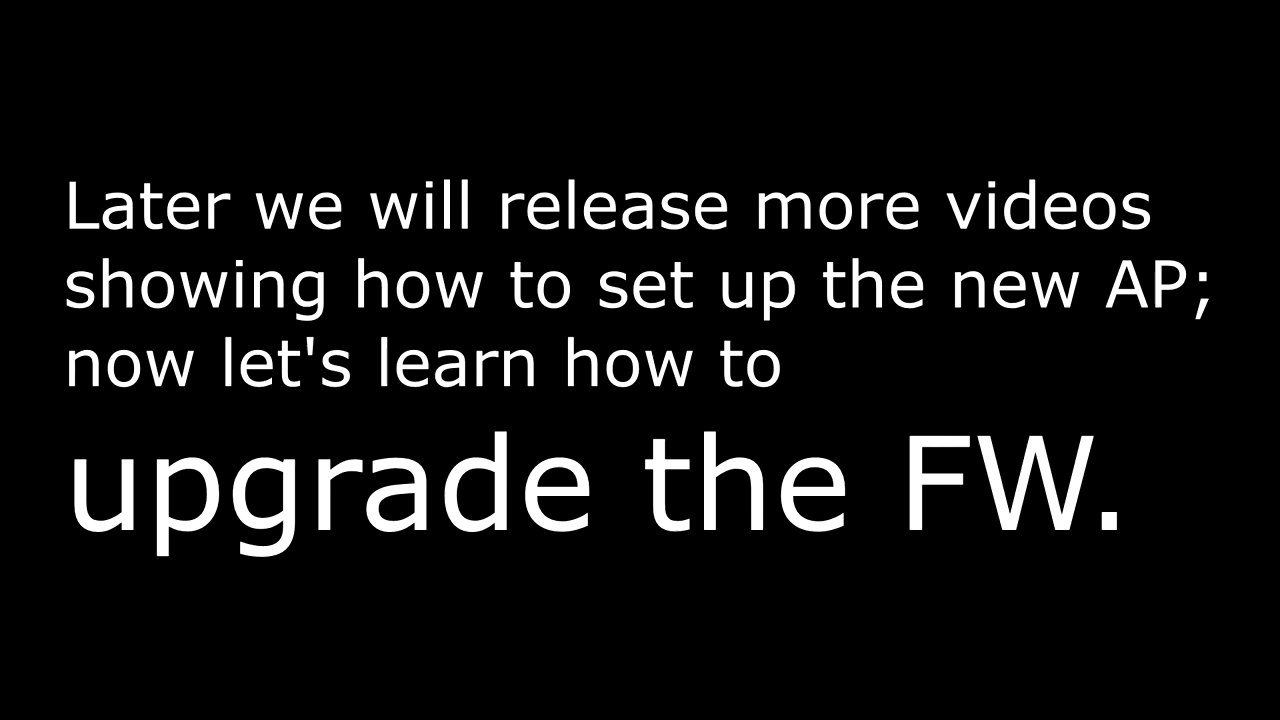 Later we will release more videos
showing how to set up the new AP;
now let's learn how to
upgrade the FW.